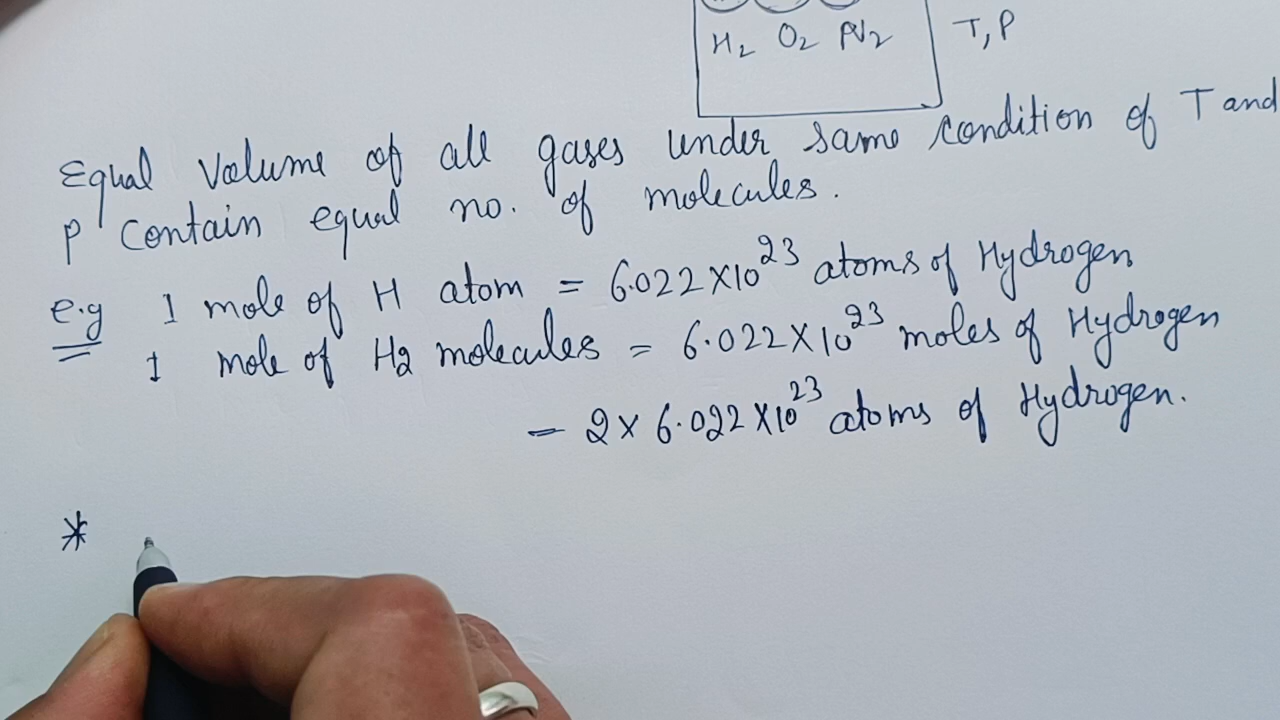 H2 O2 N2 T, P
Equal Volume of all gases under same condition of T and
P Contain equal no. of molecules.
e.g 1 mole of H atom = 6.022×10^23 atoms of Hydrogen
1 mole of H2 molecules = 6.022×10^23 moles of Hydrogen
= 2×6.022×10^23 atoms of Hydrogen.
*